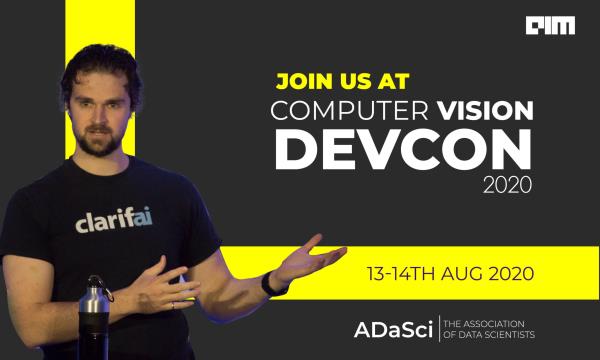 AIM
JOIN US AT
COMPUTER VISION
DEVCON
2020
clarifai
13-14TH AUG 2020
ADaSci
THE ASSOCIATION
OF DATA SCIENTISTS